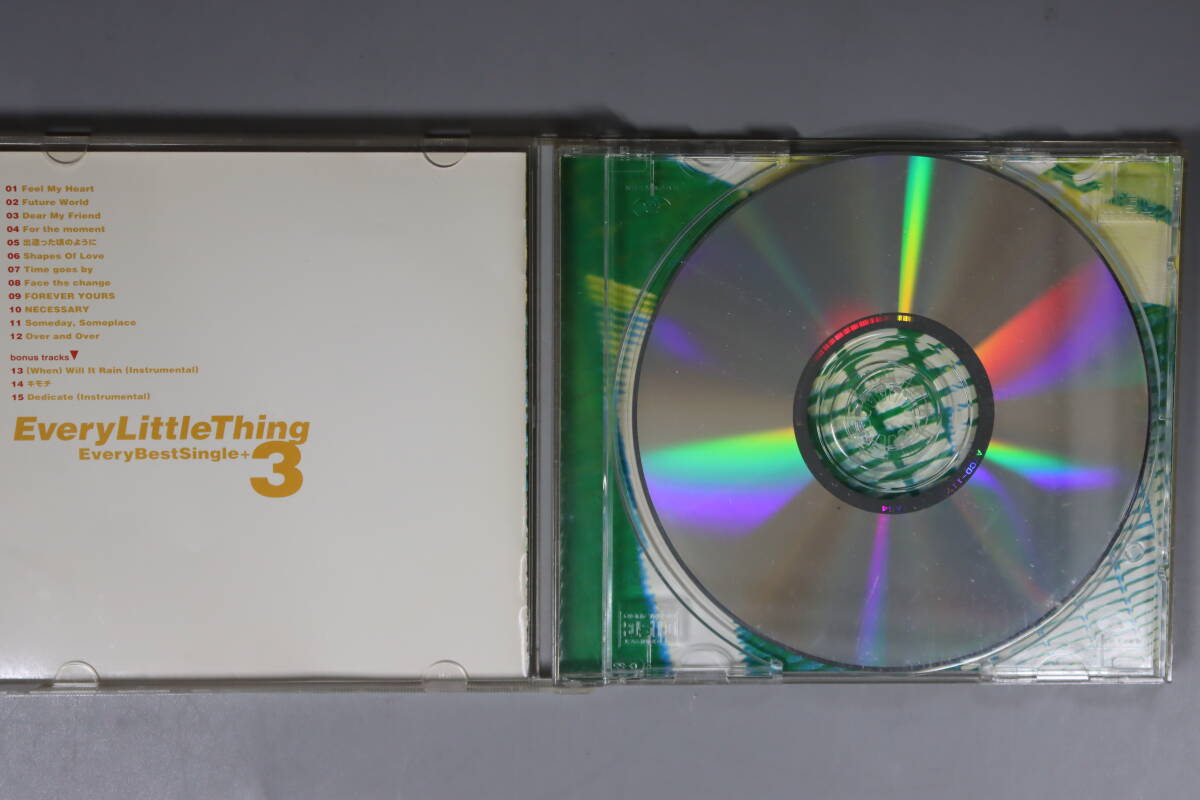 01 Feel My Heart
02 Future World
03 Dear My Friend
04 For the moment
05 出逢った頃のように
06 Shapes Of Love
07 Time goes by
08 Face the change
09 FOREVER YOURS
10 NECESSARY
11 Someday, Someplace
12 Over and Over
bonus tracks▼
13 (When) Will It Rain (Instrumental)
14 キモチ
15 Dedicate (Instrumental)
EveryLittleThing
EveryBestSingle+
3